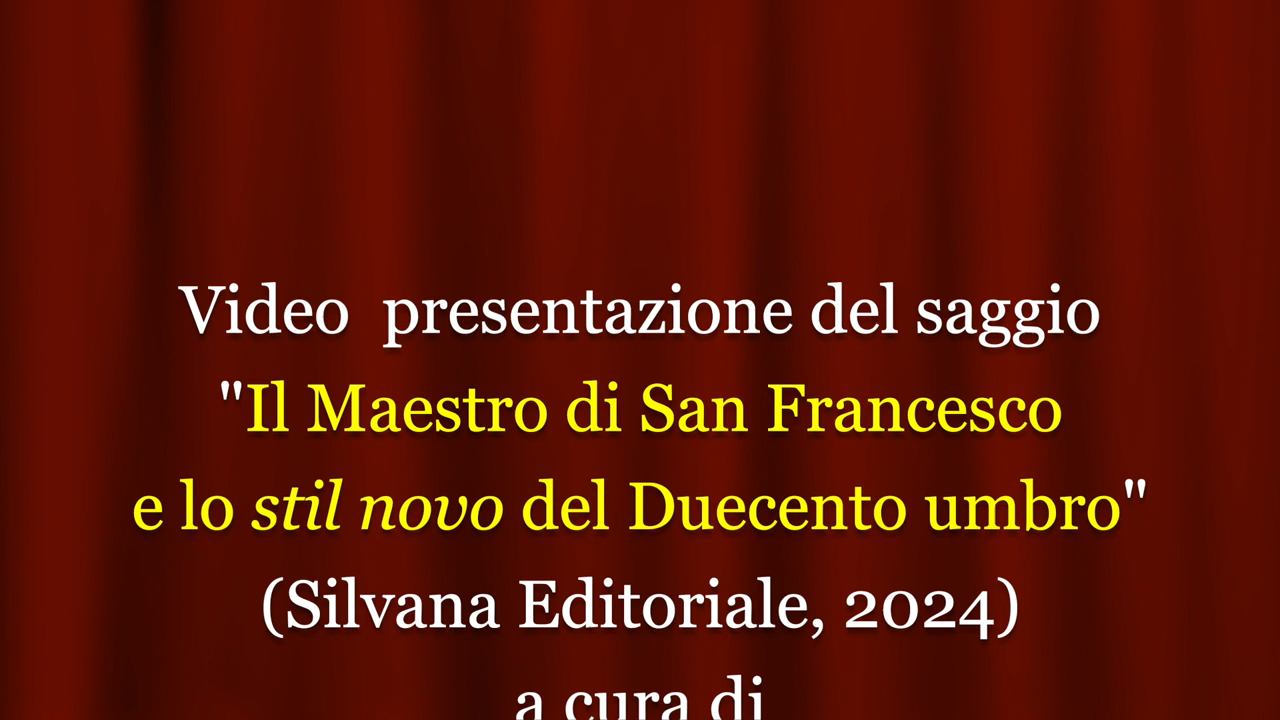 Video  presentazione del saggio
"Il Maestro di San Francesco
e lo stil novo del Duecento umbro"
(Silvana Editoriale, 2024)
a cura di